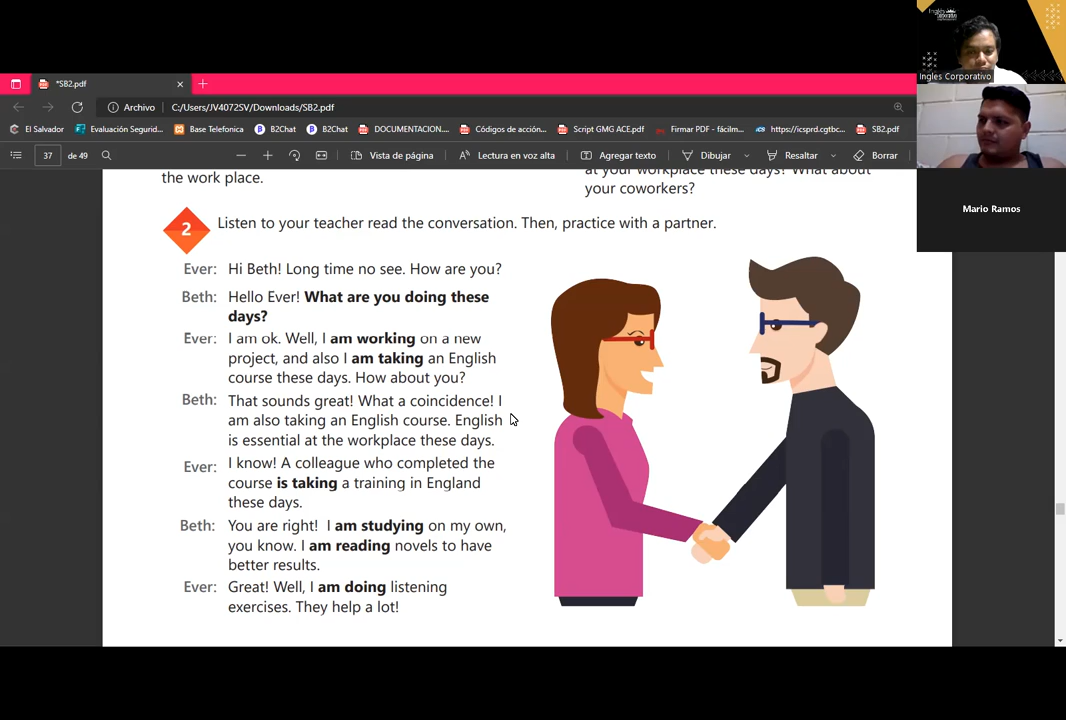 Inglés
Ingles Corporativo
Mario Ramos
*SB2.pdf
Archivo C:/Users/JV4072SV/Downloads/SB2.pdf
El Salvador Evaluación Segurid... Base Telefonica B2Chat B2Chat DOCUMENTACION.... Códigos de acción... Script GMG ACE.pdf Firmar PDF - fácilm... https://icsprd.cgtbc... SB2.pdf
37 de 49 Vista de página Lectura en voz alta Agregar texto Dibujar Resaltar Borrar
the work place.
at your workplace these days? What about
your coworkers?
2 Listen to your teacher read the conversation. Then, practice with a partner.
Ever: Hi Beth! Long time no see. How are you?
Beth: Hello Ever! What are you doing these
days?
Ever: I am ok. Well, I am working on a new
project, and also I am taking an English
course these days. How about you?
Beth: That sounds great! What a coincidence! I
am also taking an English course. English
is essential at the workplace these days.
Ever: I know! A colleague who completed the
course is taking a training in England
these days.
Beth: You are right! I am studying on my own,
you know. I am reading novels to have
better results.
Ever: Great! Well, I am doing listening
exercises. They help a lot!